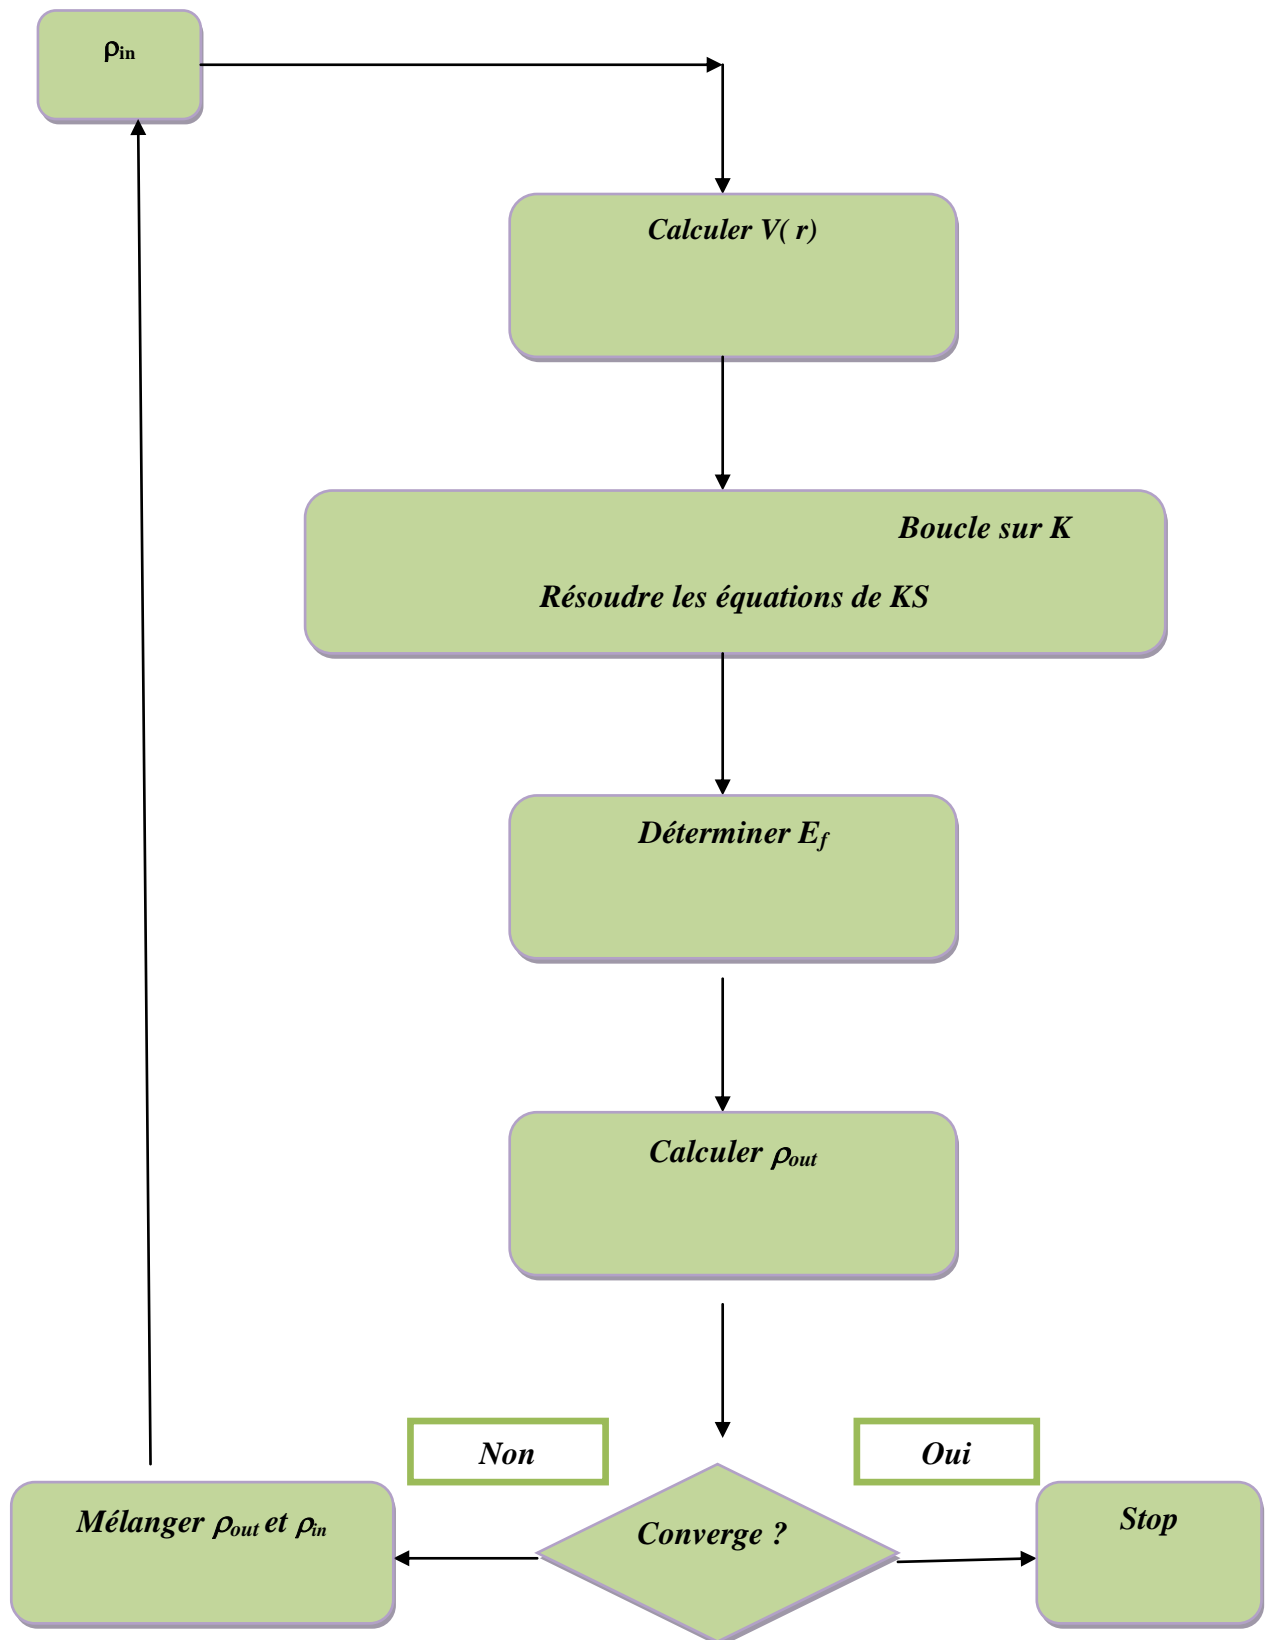 ρin
Calculer V( r)
Boucle sur K
Résoudre les équations de KS
Déterminer Ef
Calculer ρout
Non
Oui
Mélanger ρout et ρin
Converge ?
Stop